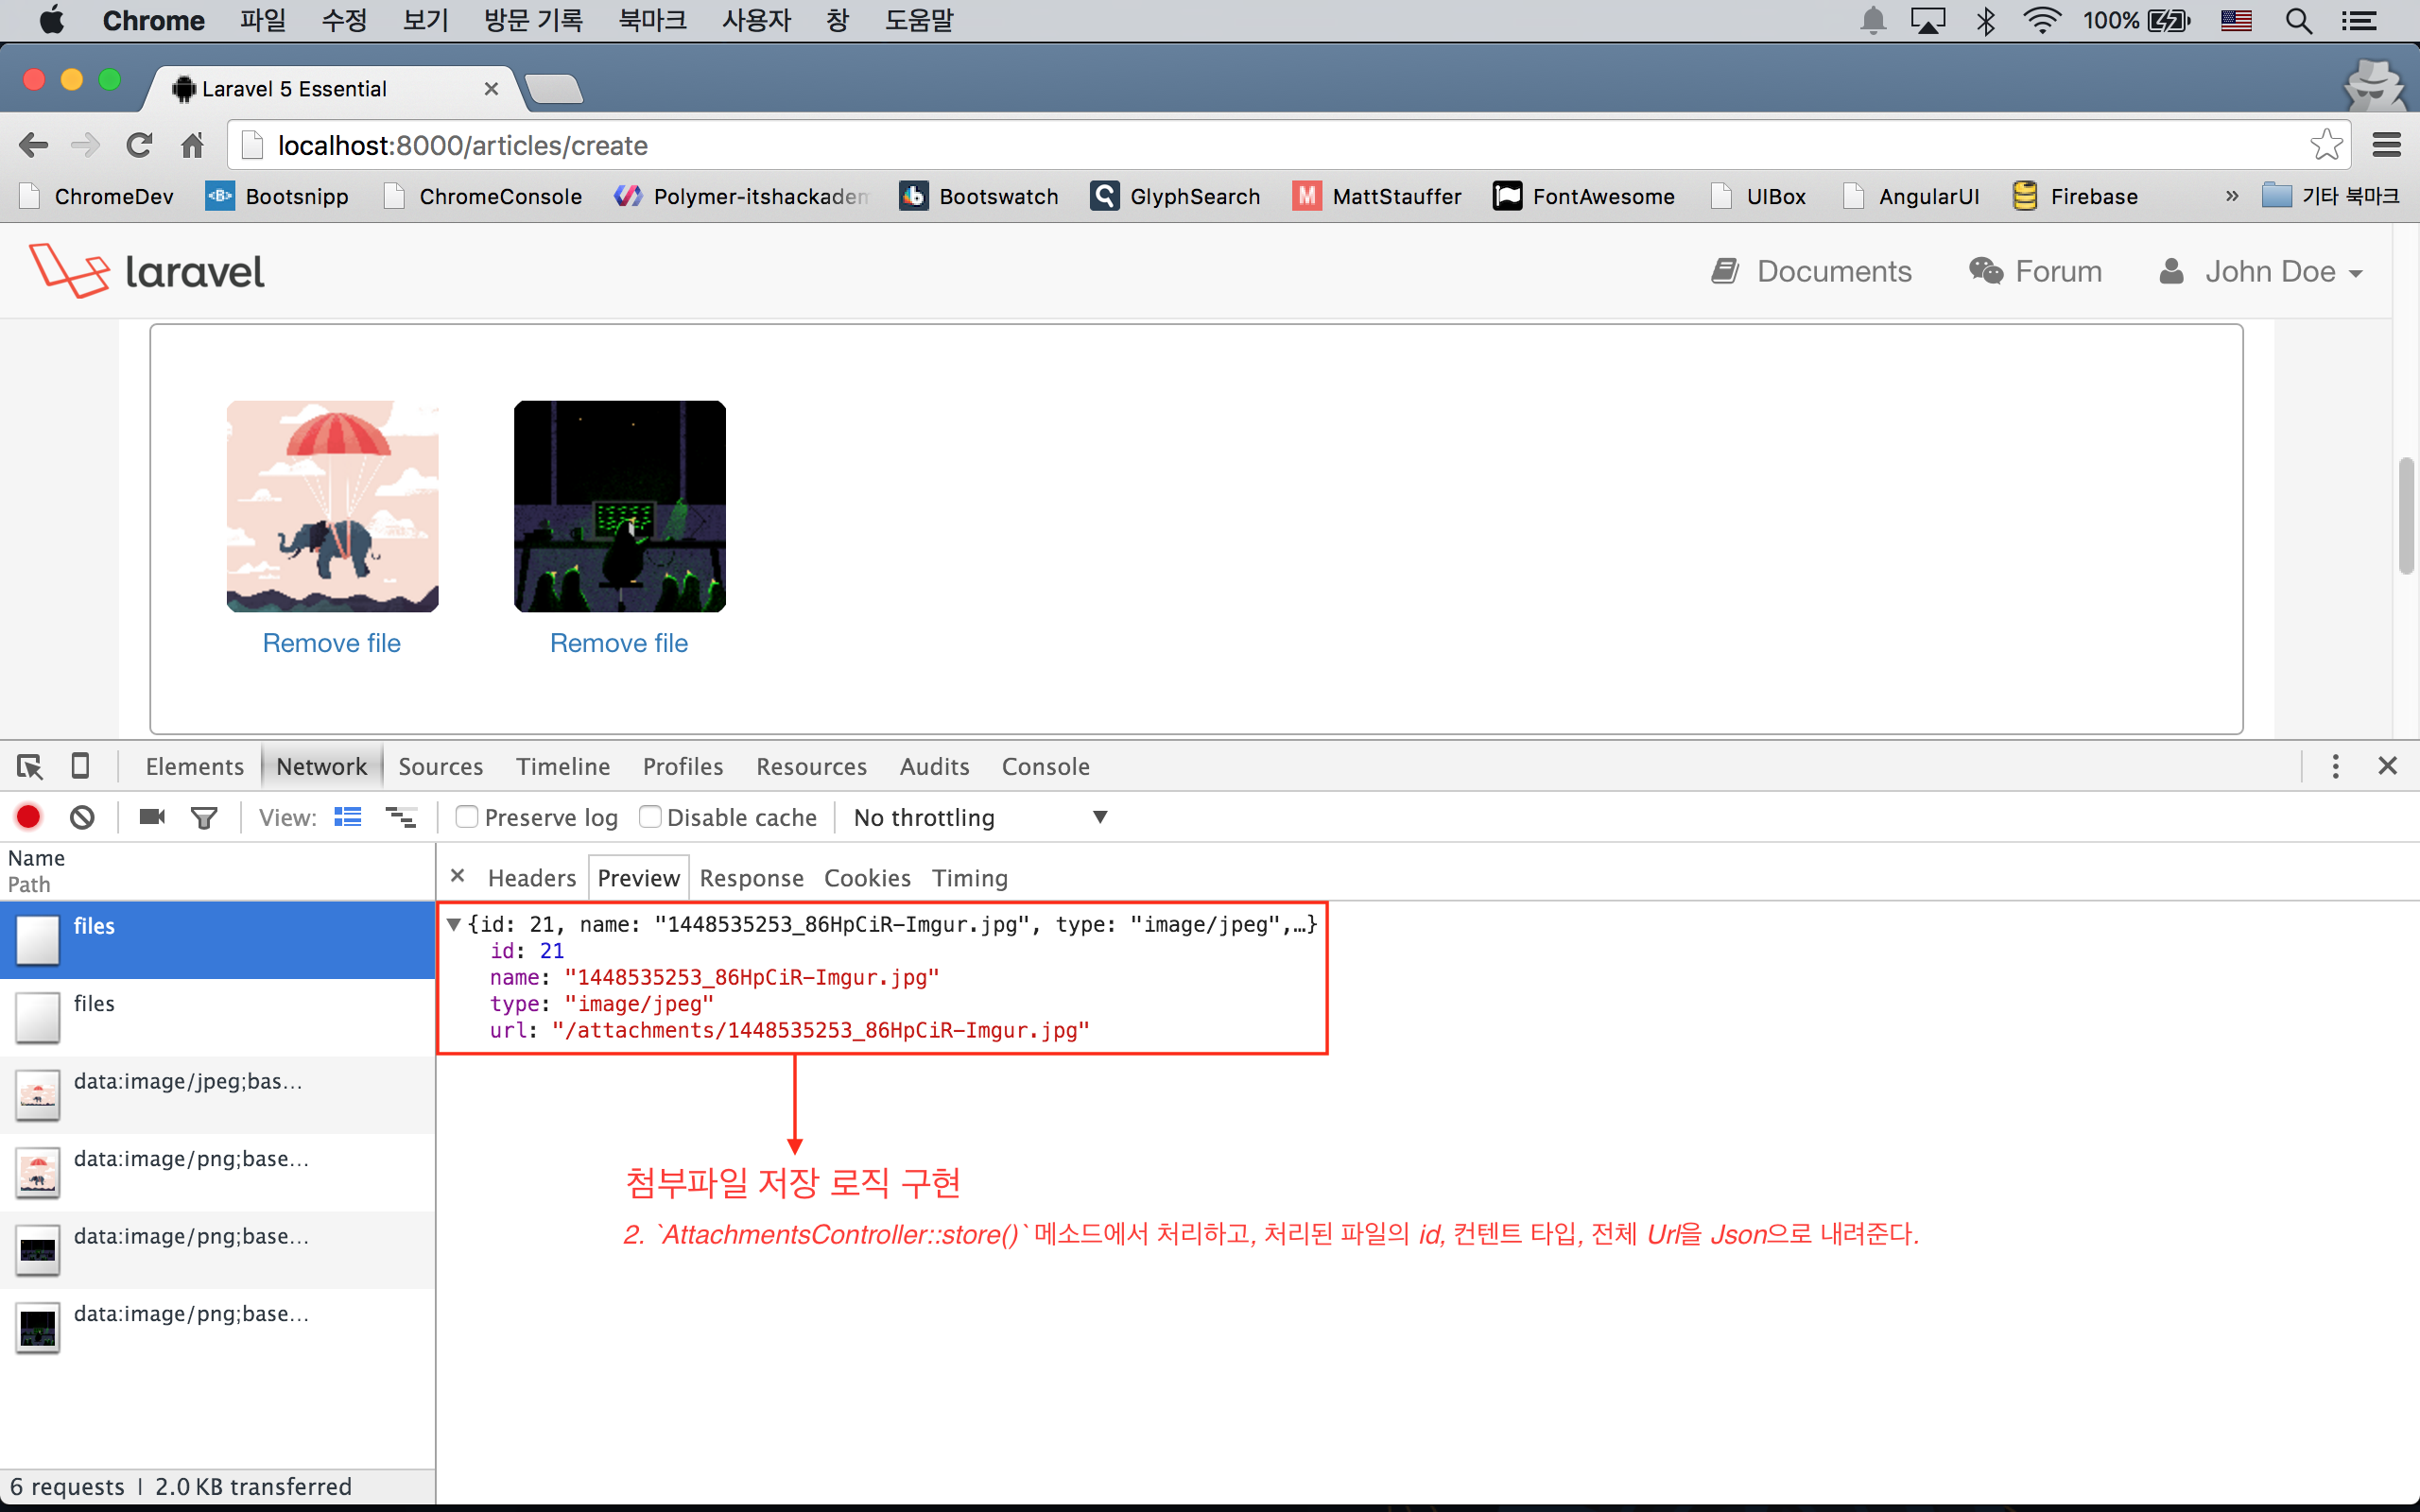 Chrome 파일 수정 보기 방문 기록 북마크 사용자 창 도움말 100%
Laravel 5 Essential
localhost:8000/articles/create
ChromeDev Bootsnipp ChromeConsole Polymer-itshackadem Bootswatch GlyphSearch MattStauffer FontAwesome UIBox AngularUI Firebase » 기타 북마크
laravel Documents Forum John Doe
Remove file Remove file
Elements Network Sources Timeline Profiles Resources Audits Console
View: Preserve log Disable cache No throttling
Name
Path
Headers Preview Response Cookies Timing
files
files
data:image/jpeg;bas…
data:image/png;base…
data:image/png;base…
data:image/png;base…
{id: 21, name: "1448535253_86HpCiR-Imgur.jpg", type: "image/jpeg",…}
id: 21
name: "1448535253_86HpCiR-Imgur.jpg"
type: "image/jpeg"
url: "/attachments/1448535253_86HpCiR-Imgur.jpg"
첨부파일 저장 로직 구현
2. `AttachmentsController::store()` 메소드에서 처리하고, 처리된 파일의 id, 컨텐트 타입, 전체 Url을 Json으로 내려준다.
6 requests | 2.0 KB transferred